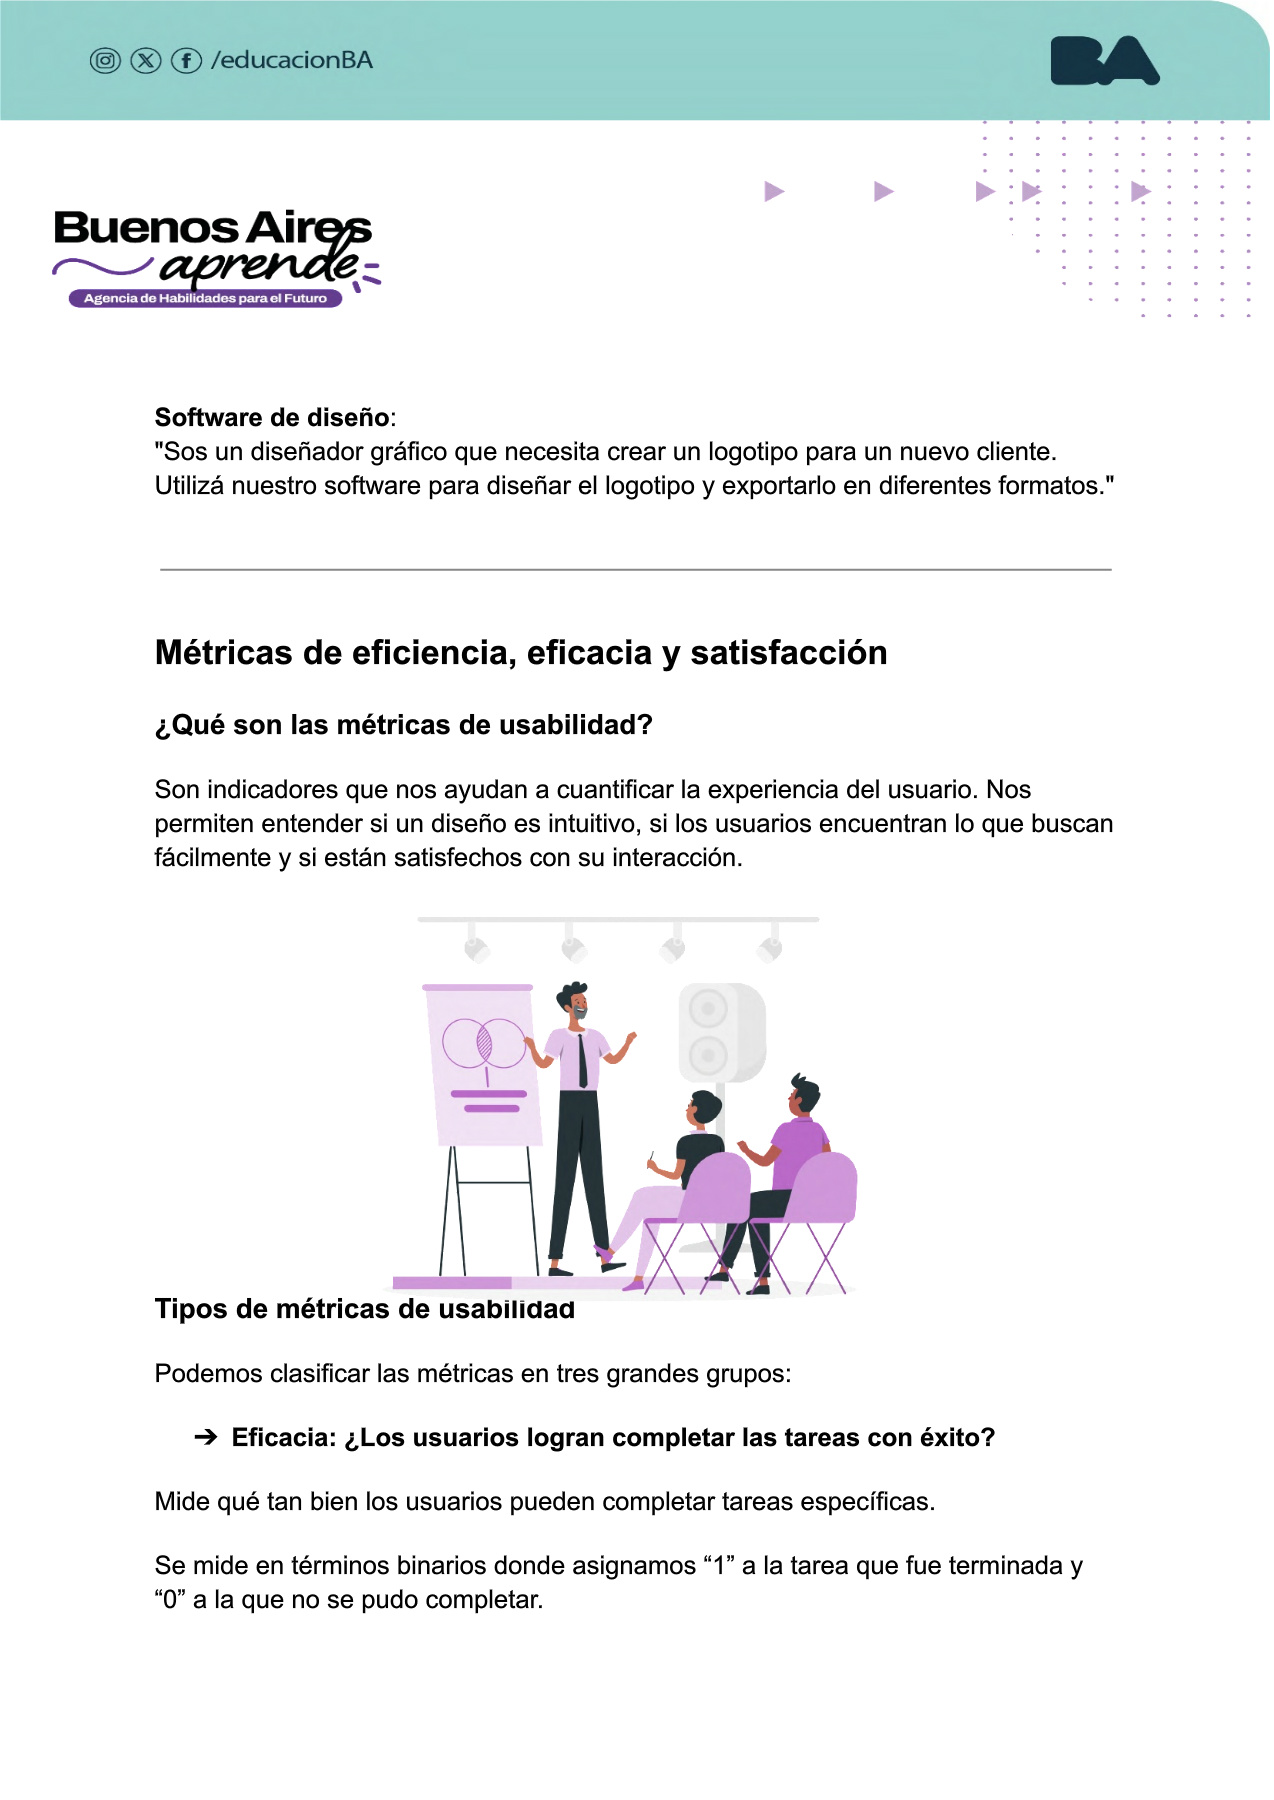 /educacionBA
BA
Buenos Aires
aprende
Agencia de Habilidades para el Futuro
Software de diseño:
"Sos un diseñador gráfico que necesita crear un logotipo para un nuevo cliente.
Utilizá nuestro software para diseñar el logotipo y exportarlo en diferentes formatos."
Métricas de eficiencia, eficacia y satisfacción
¿Qué son las métricas de usabilidad?
Son indicadores que nos ayudan a cuantificar la experiencia del usuario. Nos
permiten entender si un diseño es intuitivo, si los usuarios encuentran lo que buscan
fácilmente y si están satisfechos con su interacción.
Tipos de métricas de usabilidad
Podemos clasificar las métricas en tres grandes grupos:
➔ Eficacia: ¿Los usuarios logran completar las tareas con éxito?
Mide qué tan bien los usuarios pueden completar tareas específicas.
Se mide en términos binarios donde asignamos “1” a la tarea que fue terminada y
“0” a la que no se pudo completar.